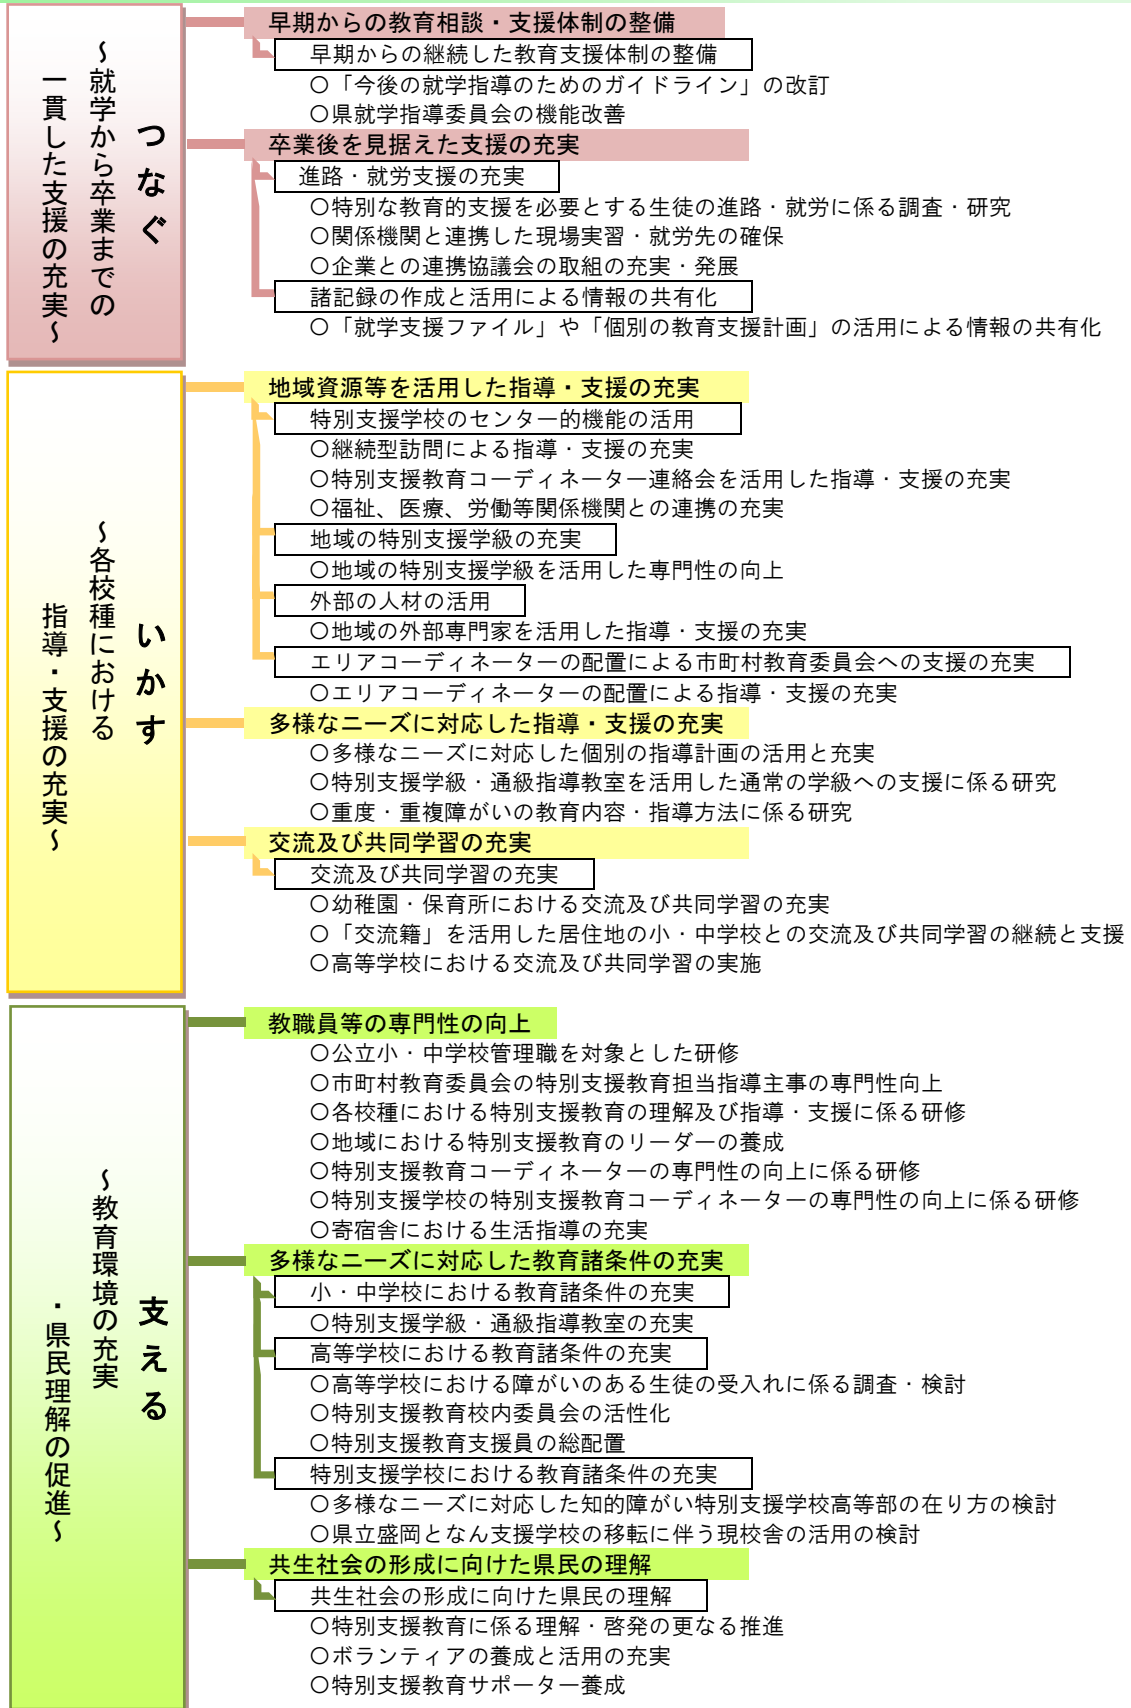 つなぐ
～就学から卒業までの
一貫した支援の充実～
早期からの教育相談・支援体制の整備
早期からの継続した教育支援体制の整備
○「今後の就学指導のためのガイドライン」の改訂
○県就学指導委員会の機能改善
卒業後を見据えた支援の充実
進路・就労支援の充実
○特別な教育的支援を必要とする生徒の進路・就労に係る調査・研究
○関係機関と連携した現場実習・就労先の確保
○企業との連携協議会の取組の充実・発展
諸記録の作成と活用による情報の共有化
○「就学支援ファイル」や「個別の教育支援計画」の活用による情報の共有化
いかす
～各校種における
指導・支援の充実～
地域資源等を活用した指導・支援の充実
特別支援学校のセンター的機能の活用
○継続型訪問による指導・支援の充実
○特別支援教育コーディネーター連絡会を活用した指導・支援の充実
○福祉、医療、労働等関係機関との連携の充実
地域の特別支援学級の充実
○地域の特別支援学級を活用した専門性の向上
外部の人材の活用
○地域の外部専門家を活用した指導・支援の充実
エリアコーディネーターの配置による市町村教育委員会への支援の充実
○エリアコーディネーターの配置による指導・支援の充実
多様なニーズに対応した指導・支援の充実
○多様なニーズに対応した個別の指導計画の活用と充実
○特別支援学級・通級指導教室を活用した通常の学級への支援に係る研究
○重度・重複障がいの教育内容・指導方法に係る研究
交流及び共同学習の充実
交流及び共同学習の充実
○幼稚園・保育所における交流及び共同学習の充実
○「交流籍」を活用した居住地の小・中学校との交流及び共同学習の継続と支援
○高等学校における交流及び共同学習の実施
支える
～教育環境の充実
・県民理解の促進～
教職員等の専門性の向上
○公立小・中学校管理職を対象とした研修
○市町村教育委員会の特別支援教育担当指導主事の専門性向上
○各校種における特別支援教育の理解及び指導・支援に係る研修
○地域における特別支援教育のリーダーの養成
○特別支援教育コーディネーターの専門性の向上に係る研修
○特別支援学校の特別支援教育コーディネーターの専門性の向上に係る研修
○寄宿舎における生活指導の充実
多様なニーズに対応した教育諸条件の充実
小・中学校における教育諸条件の充実
○特別支援学級・通級指導教室の充実
高等学校における教育諸条件の充実
○高等学校における障がいのある生徒の受入れに係る調査・検討
○特別支援教育校内委員会の活性化
○特別支援教育支援員の総配置
特別支援学校における教育諸条件の充実
○多様なニーズに対応した知的障がい特別支援学校高等部の在り方の検討
○県立盛岡となん支援学校の移転に伴う現校舎の活用の検討
共生社会の形成に向けた県民の理解
共生社会の形成に向けた県民の理解
○特別支援教育に係る理解・啓発の更なる推進
○ボランティアの養成と活用の充実
○特別支援教育サポーター養成